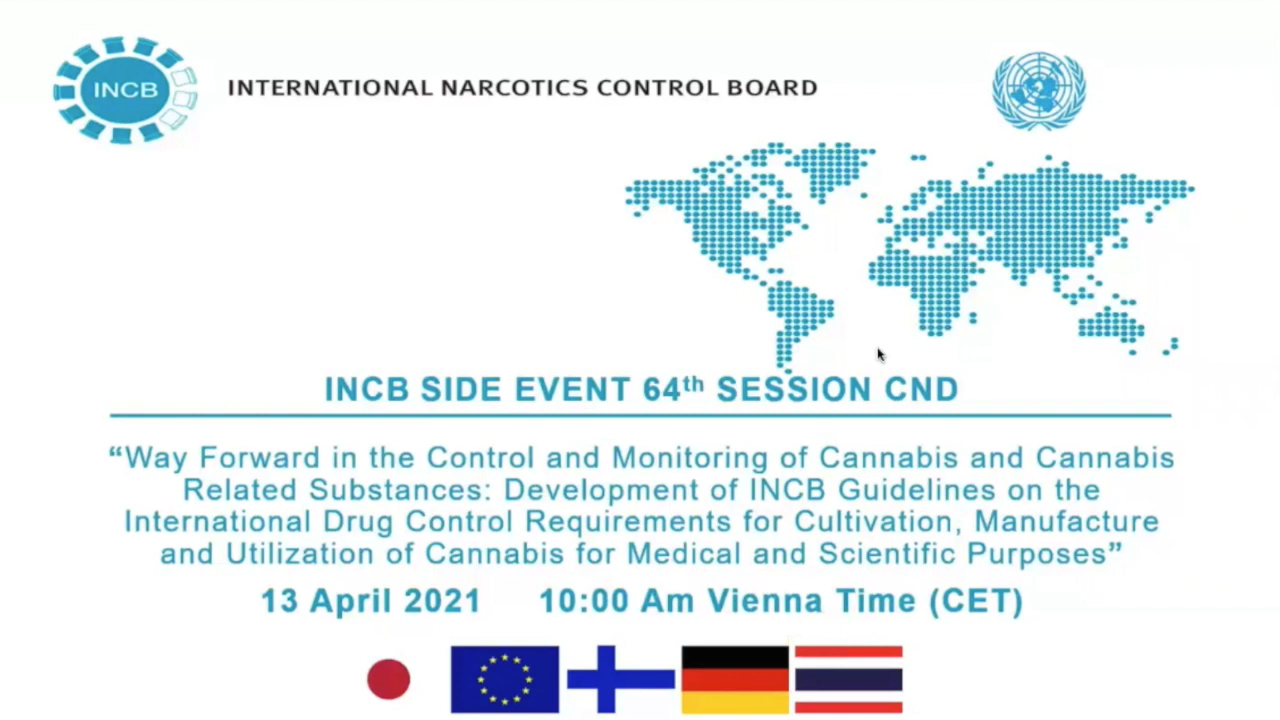 INCB
INTERNATIONAL NARCOTICS CONTROL BOARD
INCB SIDE EVENT 64th SESSION CND
“Way Forward in the Control and Monitoring of Cannabis and Cannabis
Related Substances: Development of INCB Guidelines on the
International Drug Control Requirements for Cultivation, Manufacture
and Utilization of Cannabis for Medical and Scientific Purposes”
13 April 2021 10:00 Am Vienna Time (CET)